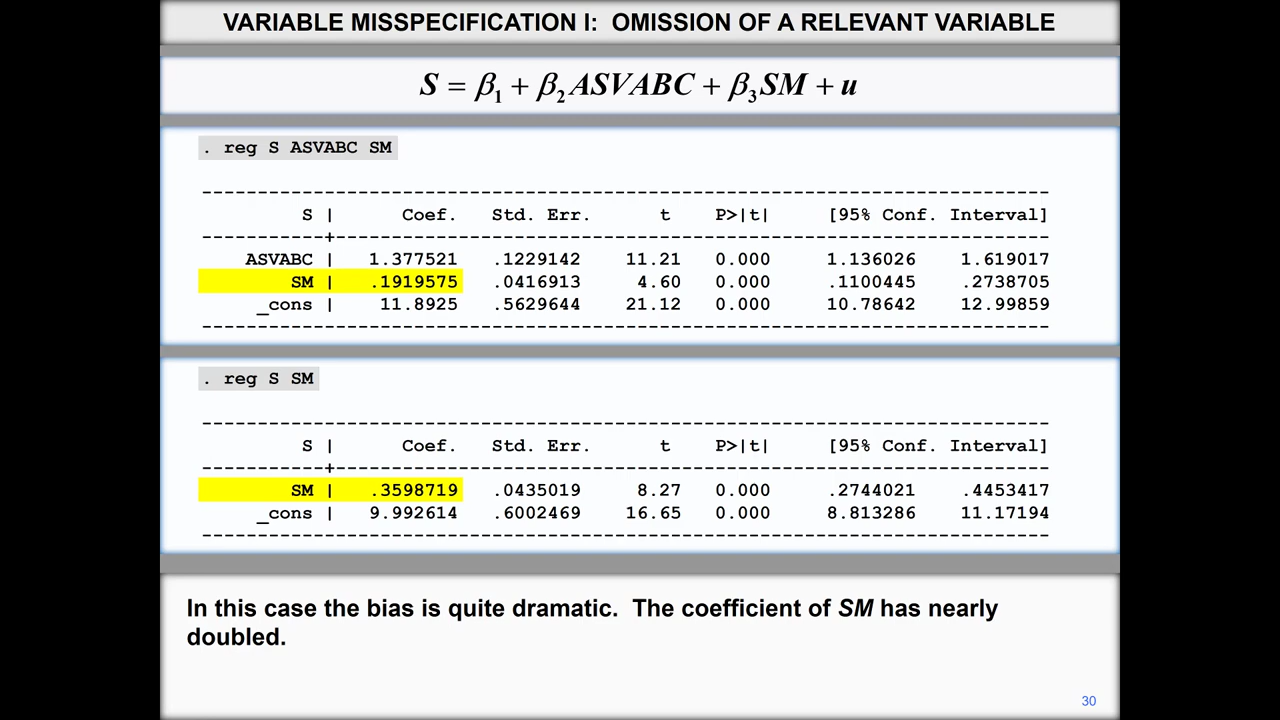 VARIABLE MISSPECIFICATION I: OMISSION OF A RELEVANT VARIABLE
S = β1 + β2 ASVABC + β3 SM + u
. reg S ASVABC SM
----------------------------------------------------------------------------
S | Coef. Std. Err. t P>|t| [95% Conf. Interval]
-----------+----------------------------------------------------------------
ASVABC | 1.377521 .1229142 11.21 0.000 1.136026 1.619017
SM | .1919575 .0416913 4.60 0.000 .1100445 .2738705
_cons | 11.8925 .5629644 21.12 0.000 10.78642 12.99859
----------------------------------------------------------------------------
. reg S SM
----------------------------------------------------------------------------
S | Coef. Std. Err. t P>|t| [95% Conf. Interval]
-----------+----------------------------------------------------------------
SM | .3598719 .0435019 8.27 0.000 .2744021 .4453417
_cons | 9.992614 .6002469 16.65 0.000 8.813286 11.17194
----------------------------------------------------------------------------
In this case the bias is quite dramatic. The coefficient of SM has nearly
doubled.
30